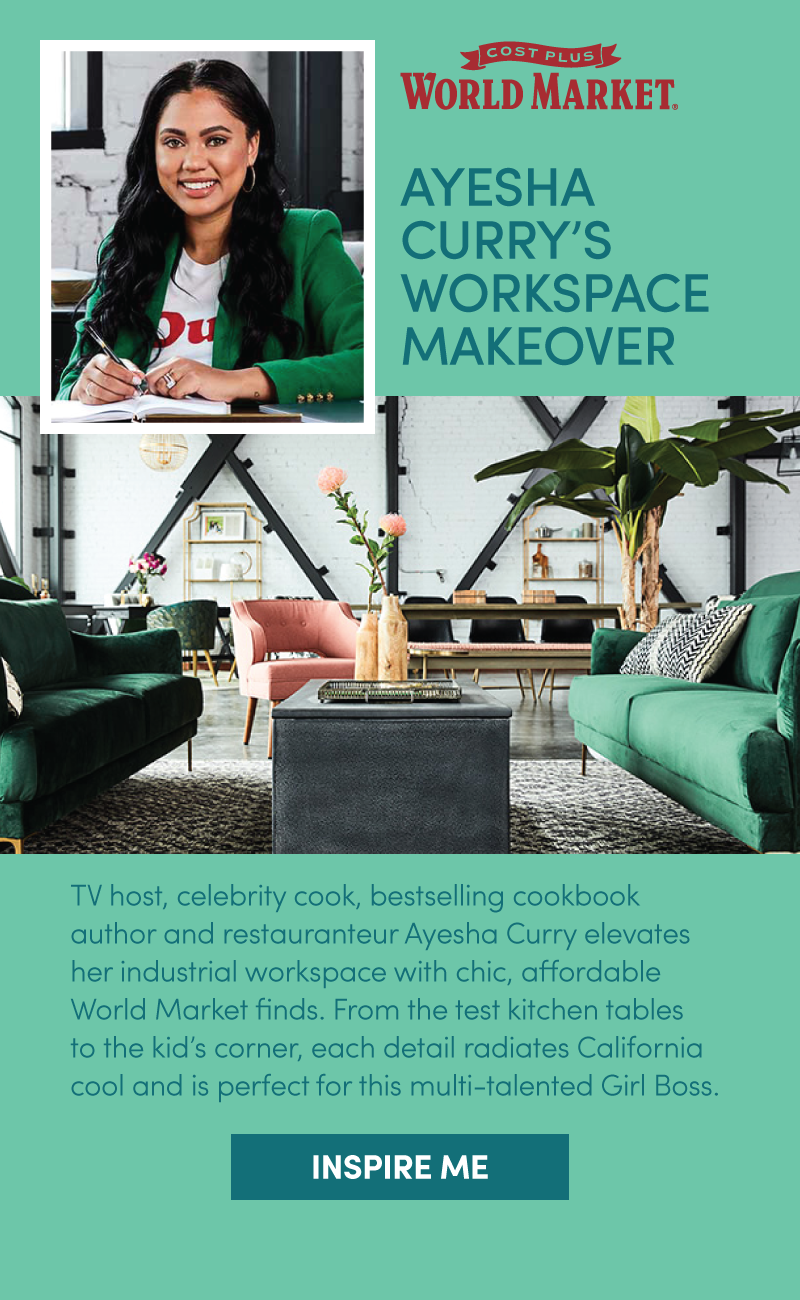 COST PLUS
WORLD MARKET®
AYESHA
CURRY'S
WORKSPACE
MAKEOVER
Ou
TV host, celebrity cook, bestselling cookbook
author and restauranteur Ayesha Curry elevates
her industrial workspace with chic, affordable
World Market finds. From the test kitchen tables
to the kid's corner, each detail radiates California
cool and is perfect for this multi-talented Girl Boss.
INSPIRE ME